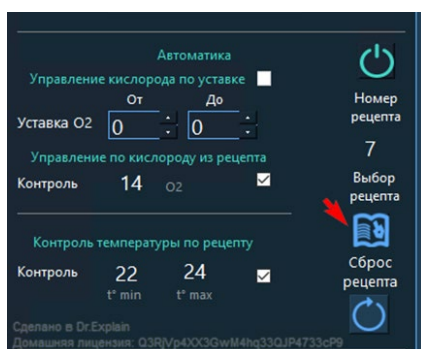 Автоматика
Управление кислорода по уставке
От До
Уставка O2 0 0
Управление по кислороду из рецепта
Контроль 14 O2
Контроль температуры по рецепту
Контроль 22 24
t° min t° max
Номер
рецепта
7
Выбор
рецепта
Сброс
рецепта
Сделано в Dr.Explain
Домашняя лицензия: Q3RjVp4XX3GwM4hq33QJP4733cP9